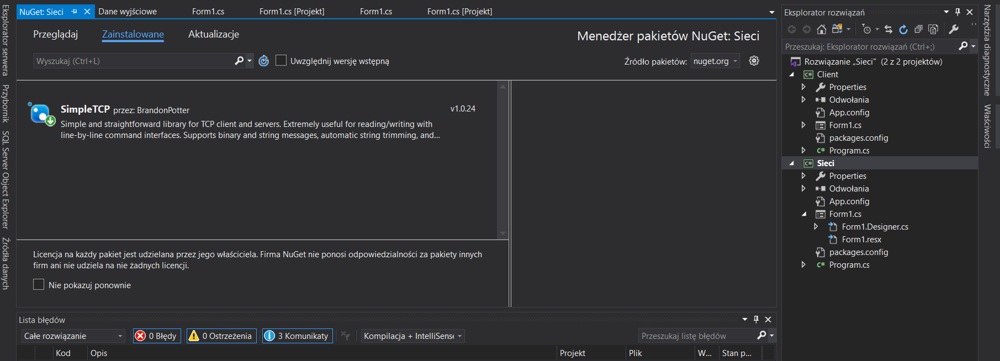 Eksplorator serwera
Przybornik
SQL Server Object Explorer
Źródła danych
NuGet: Sieci
Dane wyjściowe
Form1.cs
Form1.cs [Projekt]
Form1.cs
Form1.cs [Projekt]
Przeglądaj
Zainstalowane
Aktualizacje
Menedżer pakietów NuGet: Sieci
Wyszukaj (Ctrl+L)
Uwzględnij wersję wstępną
Źródło pakietów:
nuget.org
SimpleTCP przez: BrandonPotter
v1.0.24
Simple and straightforward library for TCP client and servers. Extremely useful for reading/writing with
line-by-line command interfaces. Supports binary and string messages, automatic string trimming, and...
Licencja na każdy pakiet jest udzielana przez jego właściciela. Firma NuGet nie ponosi odpowiedzialności za pakiety innych
firm ani nie udziela na nie żadnych licencji.
Nie pokazuj ponownie
Lista błędów
Całe rozwiązanie
0 Błędy
0 Ostrzeżenia
3 Komunikaty
Kompilacja + IntelliSense
Przeszukaj listę błędów
Kod
Opis
Projekt
Plik
W...
Stan p...
Eksplorator rozwiązań
Przeszukaj: Eksplorator rozwiązań (Ctrl+;)
Rozwiązanie „Sieci” (2 z 2 projektów)
C# Client
Properties
Odwołania
App.config
Form1.cs
packages.config
C# Program.cs
C# Sieci
Properties
Odwołania
App.config
Form1.cs
Form1.Designer.cs
Form1.resx
packages.config
C# Program.cs
Narzędzia diagnostyczne
Właściwości